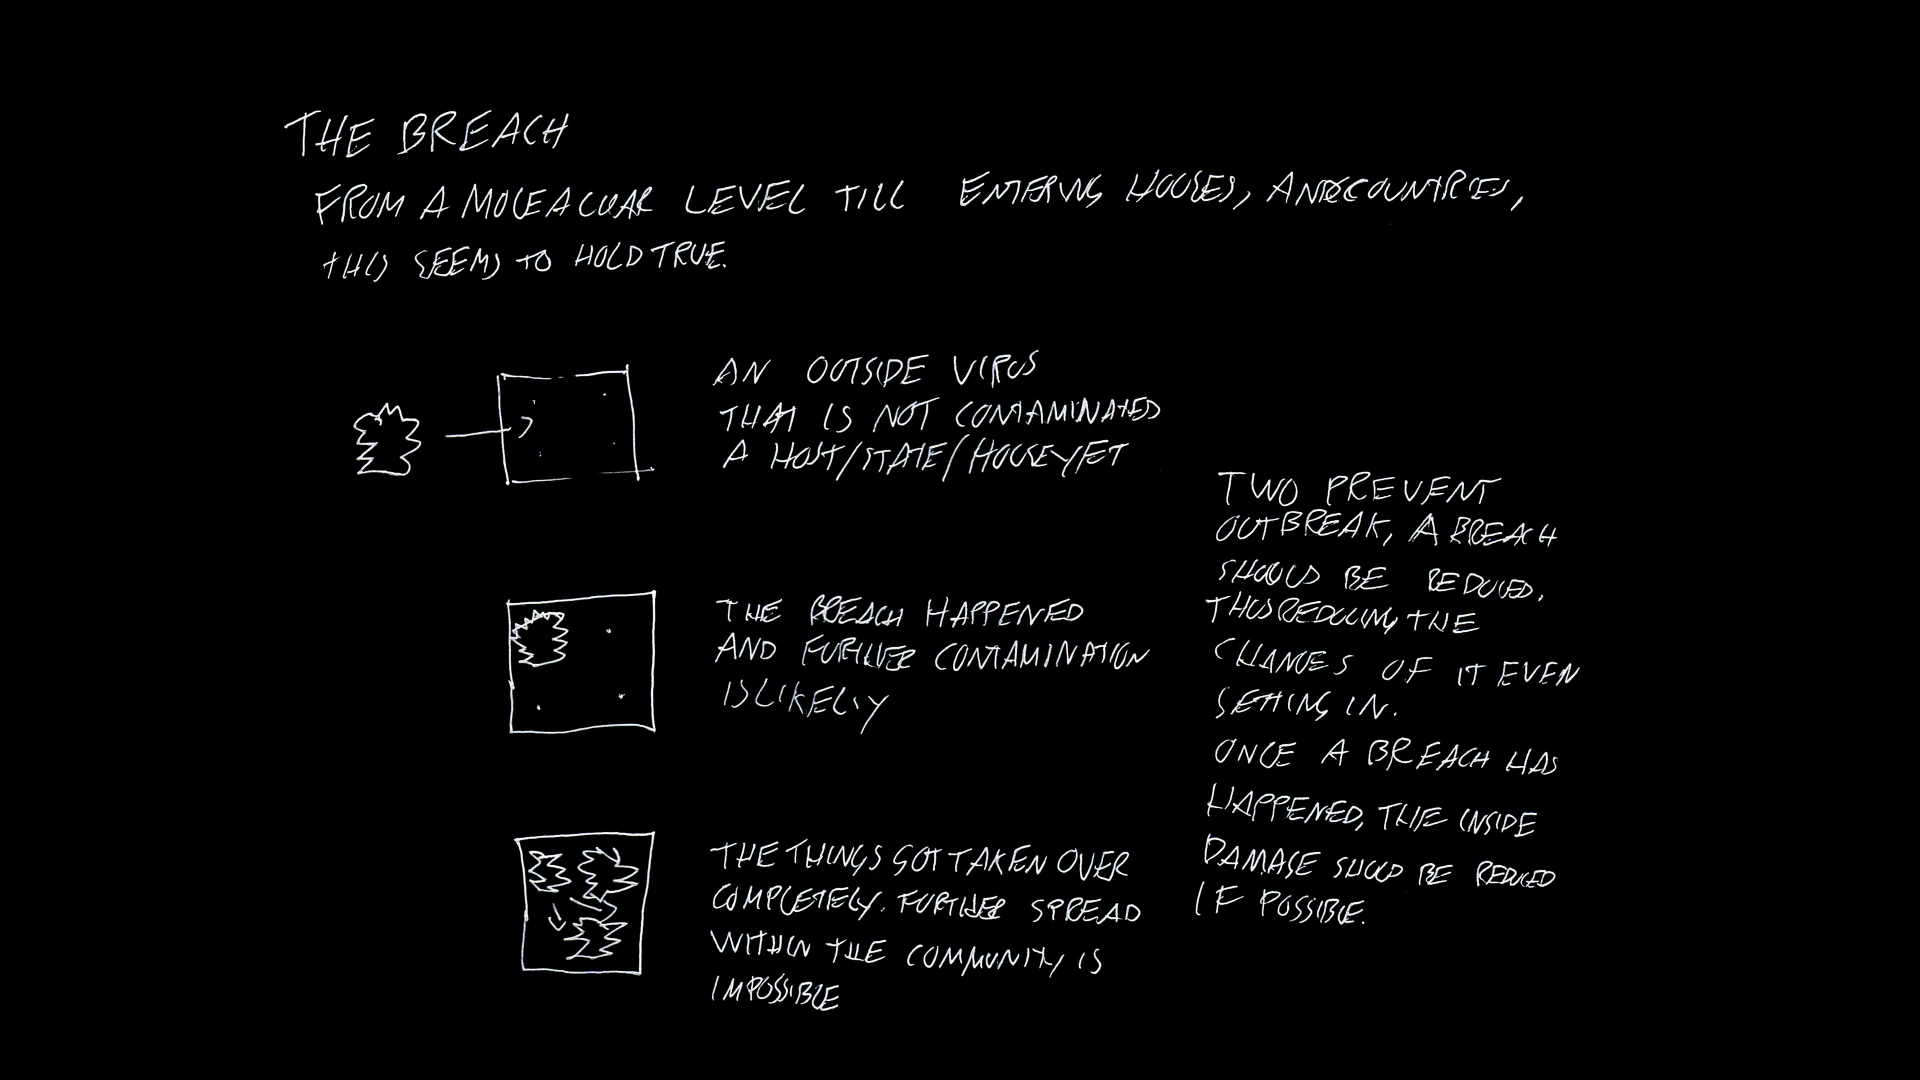 THE BREACH
FROM A MOLEACULAR LEVEL TILL ENTERING HOUSES, AND COUNTRIES,
THIS SEEMS TO HOLD TRUE.
AN OUTSIDE VIRUS
THAT IS NOT CONTAMINATED
A HOST/STATE/HOUSE YET
THE BREACH HAPPENED
AND FURTHER CONTAMINATION
IS LIKELIY
THE THINGS GOT TAKEN OVER
COMPLETELY. FURTHER SPREAD
WITHIN THE COMMUNITY IS
IMPOSSIBLE
TWO PREVENT
OUTBREAK, A BREACH
SHOULD BE REDUCED.
THUS REDUCING THE
CHANCES OF IT EVEN
SETTING IN.
ONCE A BREACH HAS
HAPPENED, THE INSIDE
DAMAGE SHOULD BE REDUCED
IF POSSIBLE.